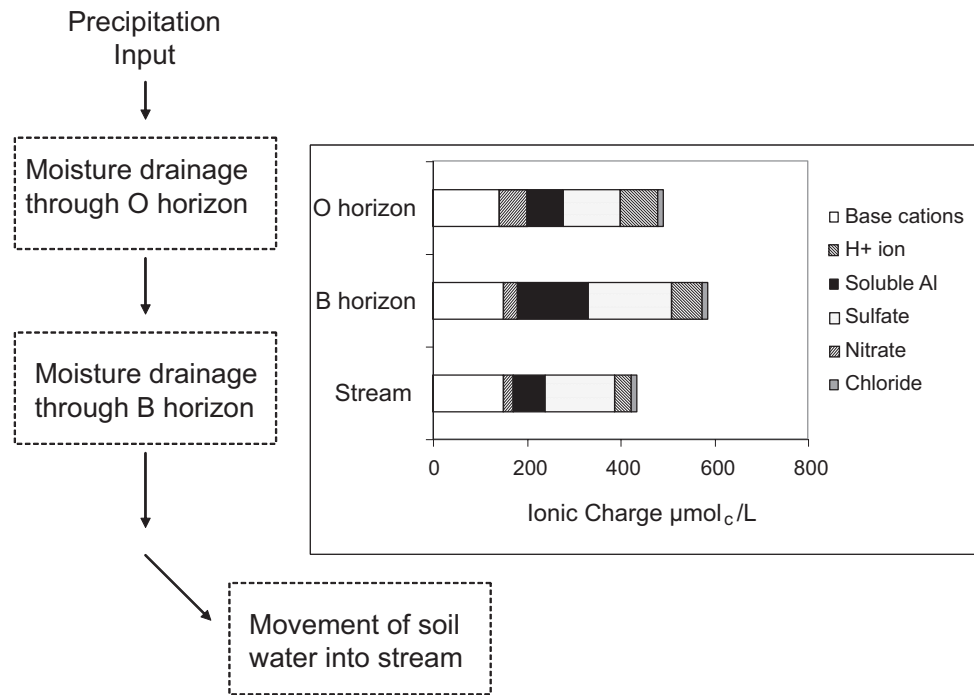 Precipitation
Input
Moisture drainage
through O horizon
Moisture drainage
through B horizon
Movement of soil
water into stream
O horizon
B horizon
Stream
0 200 400 600 800
Ionic Charge µmolc/L
Base cations
H+ ion
Soluble Al
Sulfate
Nitrate
Chloride